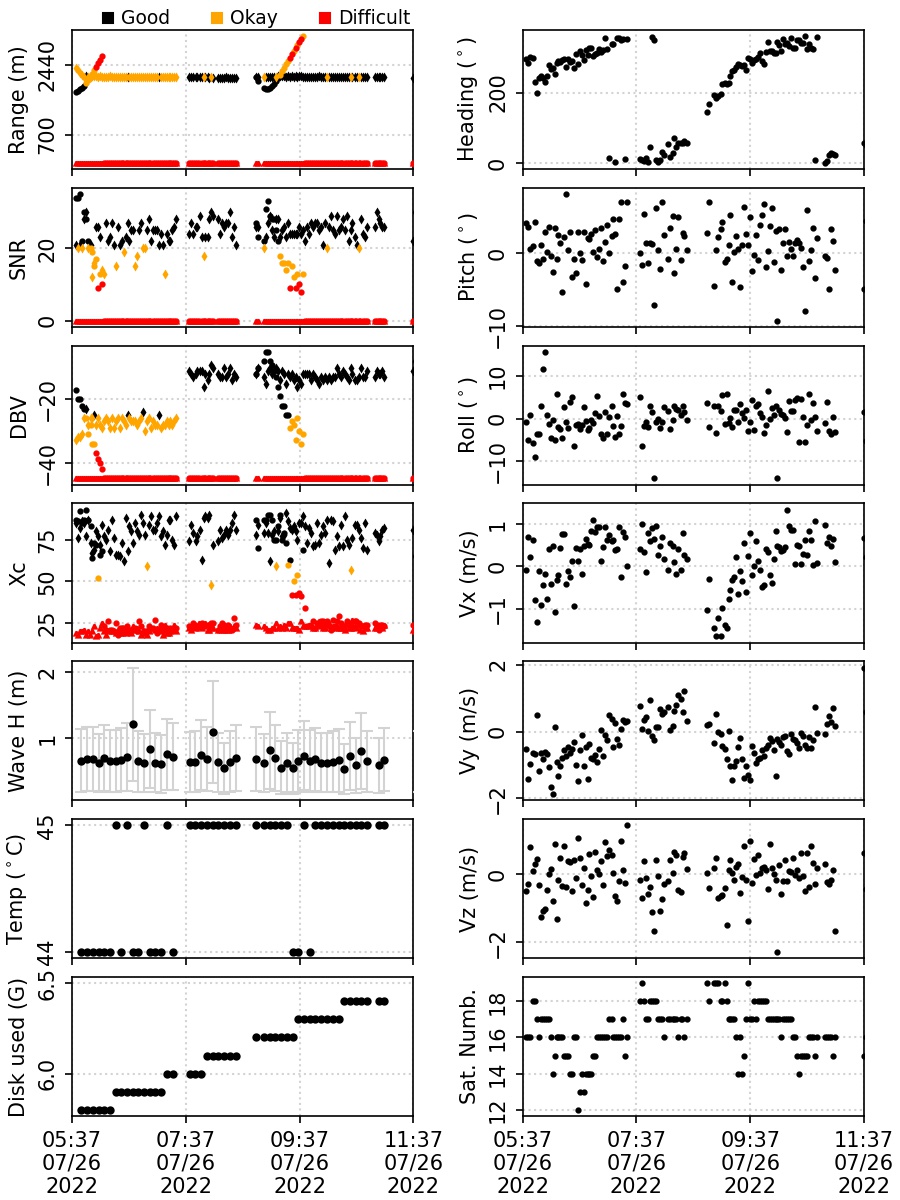 Good Okay Difficult
Range (m)
2440
700
Heading (°)
200
0
SNR
20
0
Pitch (°)
0
−10
DBV
−20
−40
Roll (°)
10
0
−10
Xc
75
50
25
Vx (m/s)
1
0
−1
Wave H (m)
2
1
Vy (m/s)
2
0
−2
Temp (°C)
45
44
Vz (m/s)
0
−2
Disk used (G)
6.5
6.0
Sat. Numb.
18
16
14
12
05:37 07:37 09:37 11:37
07/26 07/26 07/26 07/26
2022 2022 2022 2022
05:37 07:37 09:37 11:37
07/26 07/26 07/26 07/26
2022 2022 2022 2022